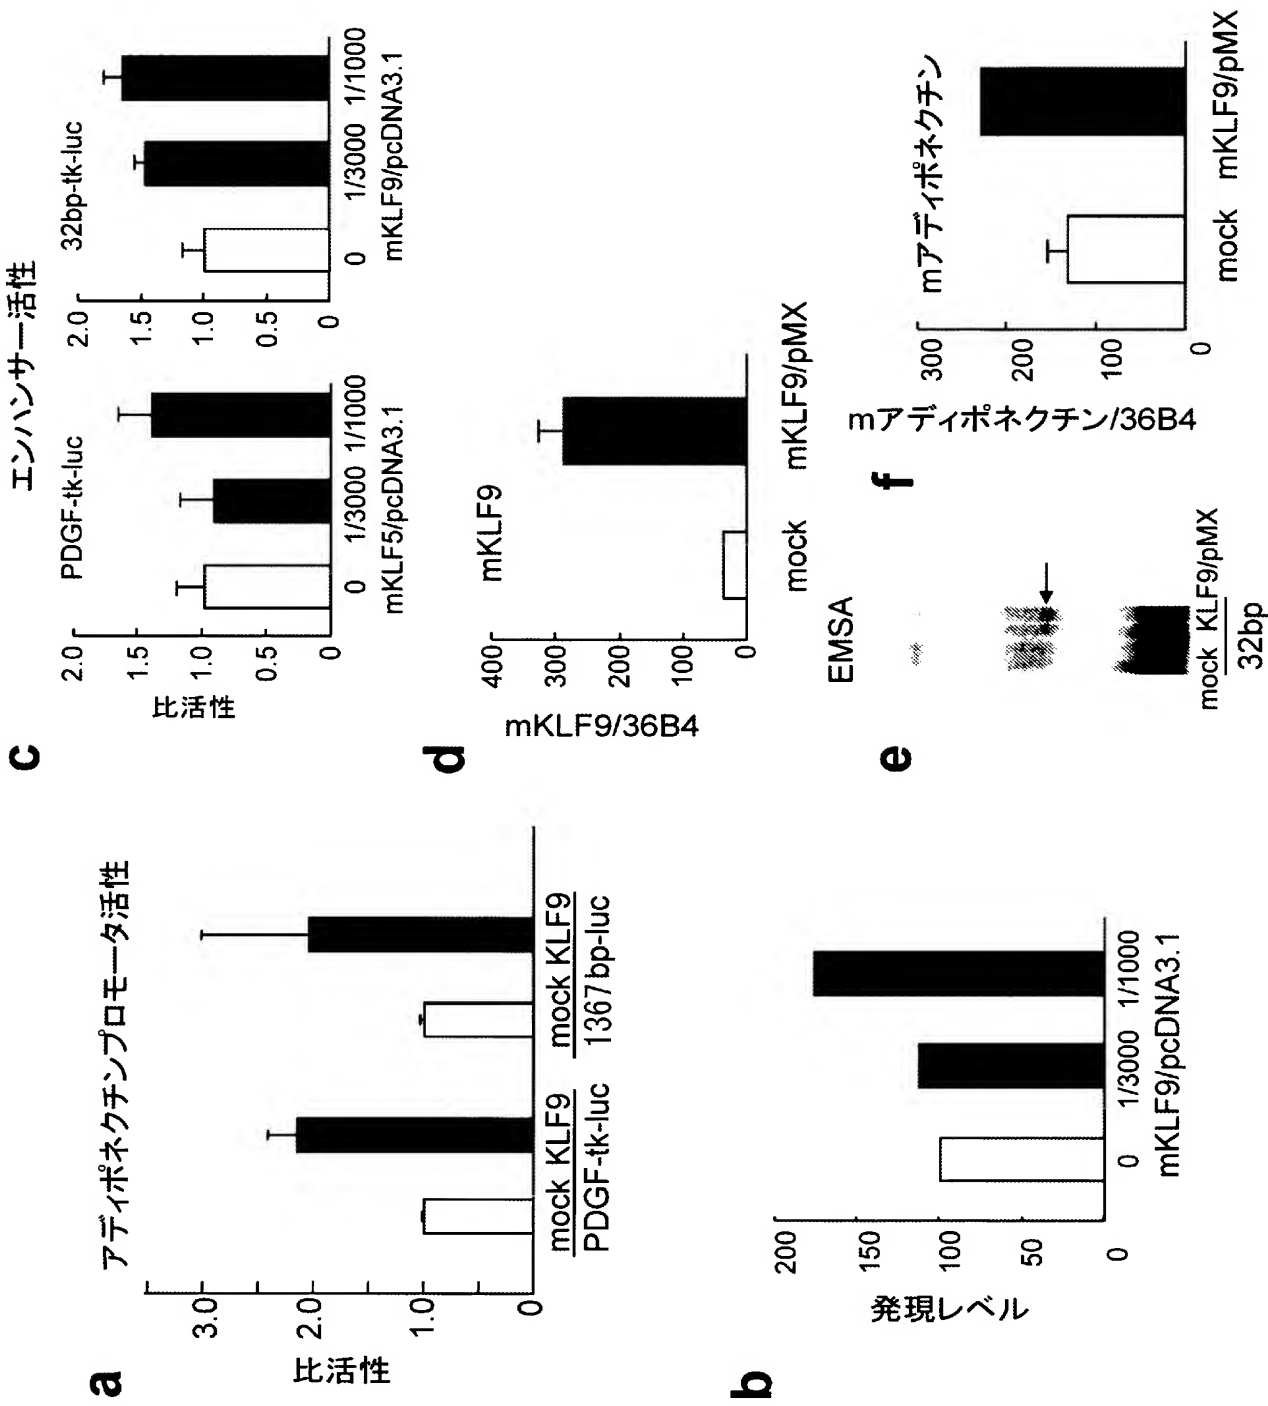 a
アディポネクチンプロモータ活性
比活性
3.0
2.0
1.0
0
mock KLF9 mock KLF9
PDGF-tk-luc 1367bp-luc
b
発現レベル
200
150
100
50
0
0 1/3000 1/1000
mKLF9/pcDNA3.1
c
エンハンサー活性
PDGF-tk-luc
比活性
2.0
1.5
1.0
0.5
0
0 1/3000 1/1000
mKLF5/pcDNA3.1
32bp-tk-luc
2.0
1.5
1.0
0.5
0
0 1/3000 1/1000
mKLF9/pcDNA3.1
d
mKLF9
mKLF9/36B4
400
300
200
100
0
mock mKLF9/pMX
e
EMSA
mock KLF9/pMX
32bp
f
mアディポネクチン
mアディポネクチン/36B4
300
200
100
0
mock mKLF9/pMX